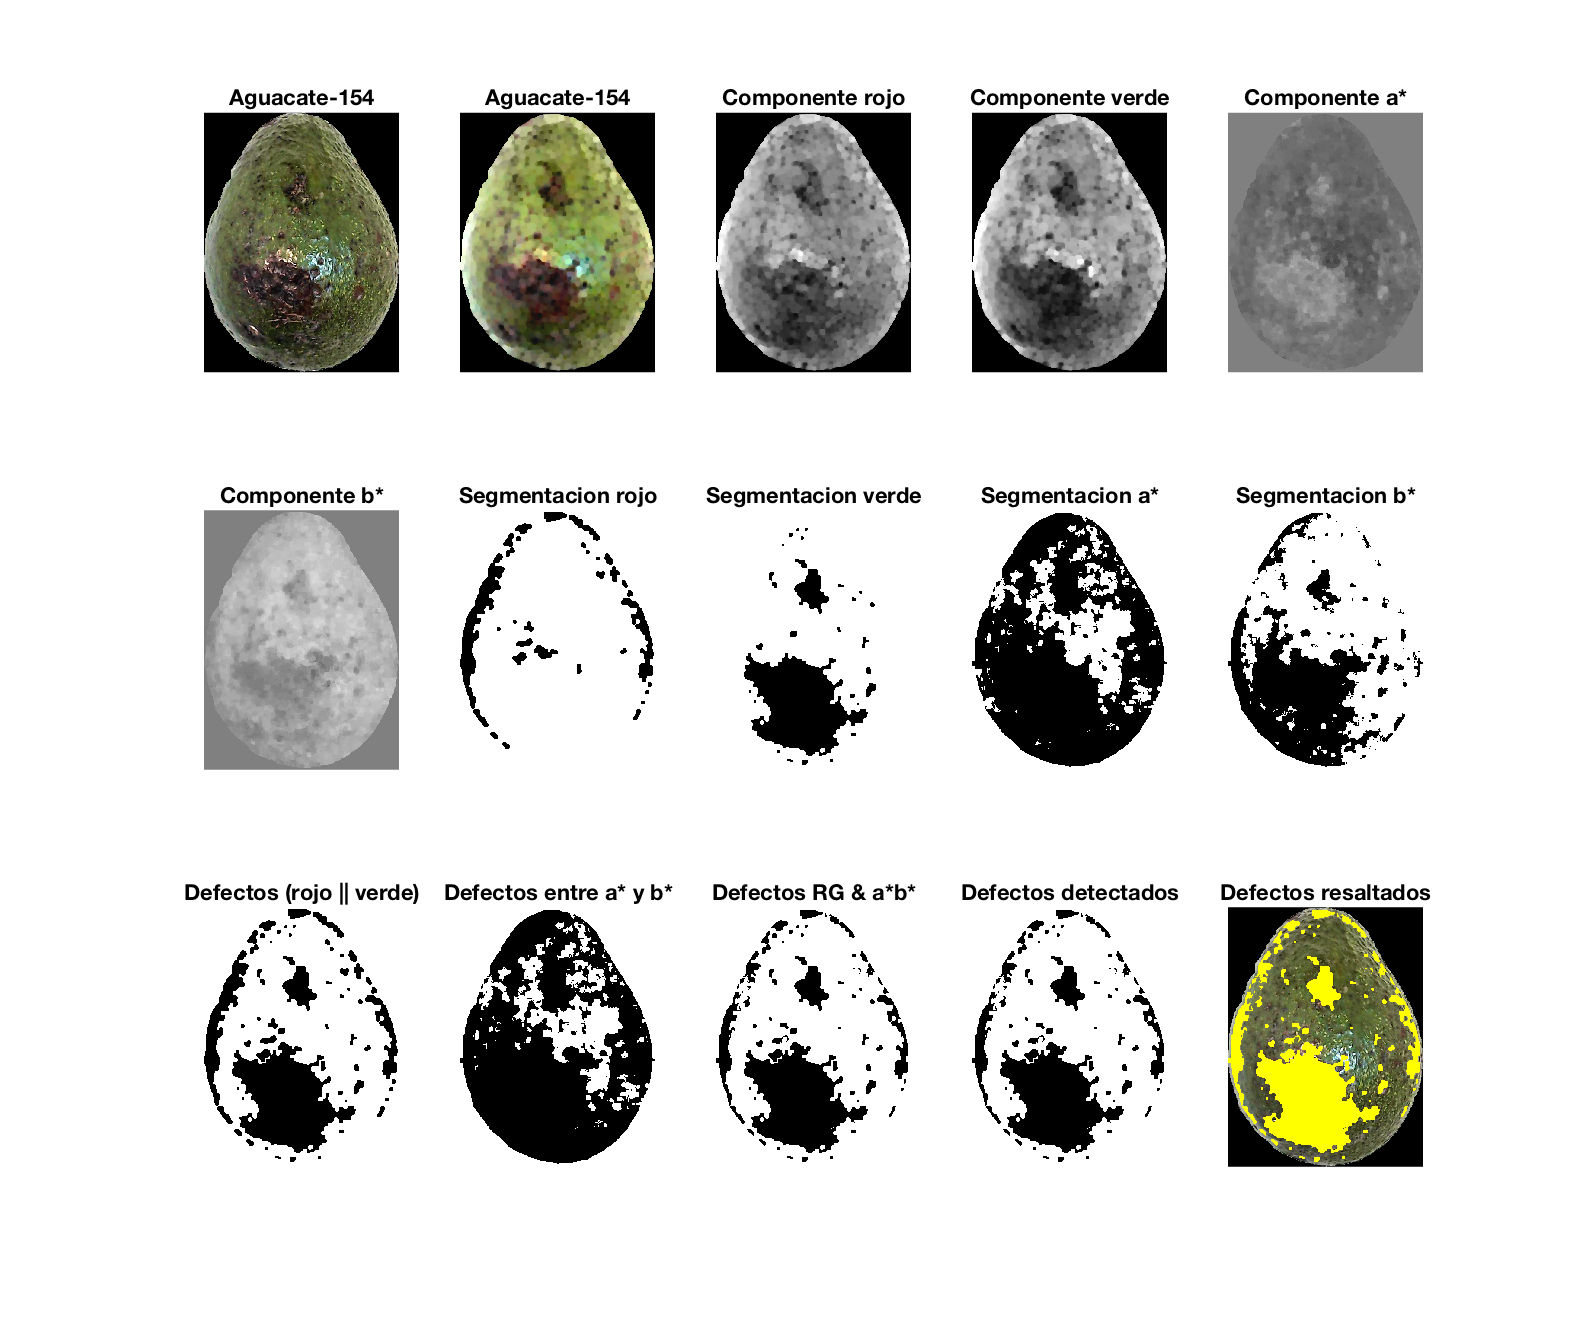 Aguacate-154
Aguacate-154
Componente rojo
Componente verde
Componente a*
Componente b*
Segmentacion rojo
Segmentacion verde
Segmentacion a*
Segmentacion b*
Defectos (rojo || verde)
Defectos entre a* y b*
Defectos RG & a*b*
Defectos detectados
Defectos resaltados